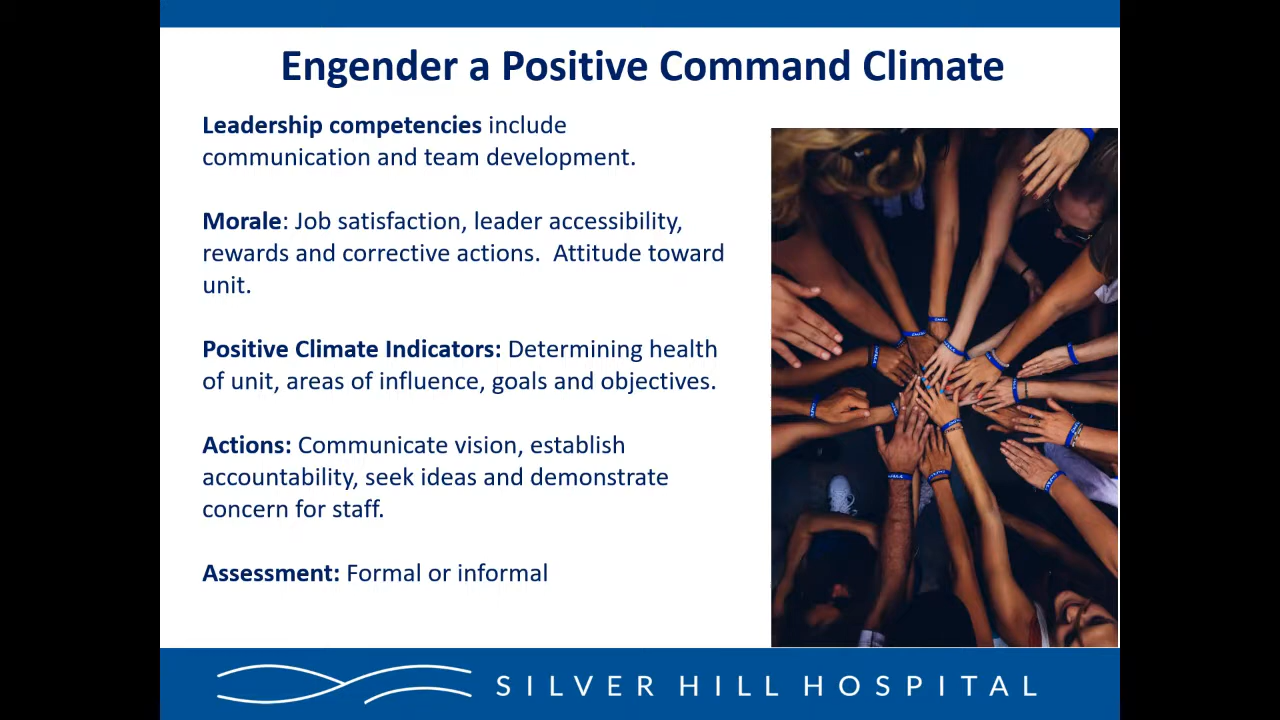 Engender a Positive Command Climate
Leadership competencies include
communication and team development.
Morale: Job satisfaction, leader accessibility,
rewards and corrective actions.  Attitude toward
unit.
Positive Climate Indicators: Determining health
of unit, areas of influence, goals and objectives.
Actions: Communicate vision, establish
accountability, seek ideas and demonstrate
concern for staff.
Assessment: Formal or informal
SILVER HILL HOSPITAL